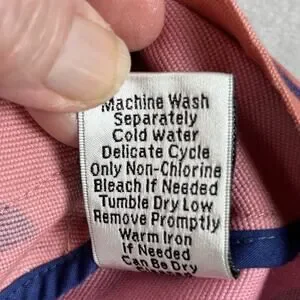 Machine Wash
Separately
Cold Water
Delicate Cycle
Only Non-Chlorine
Bleach If Needed
Tumble Dry Low
Remove Promptly
Warm Iron
If Needed
Can Be Dry